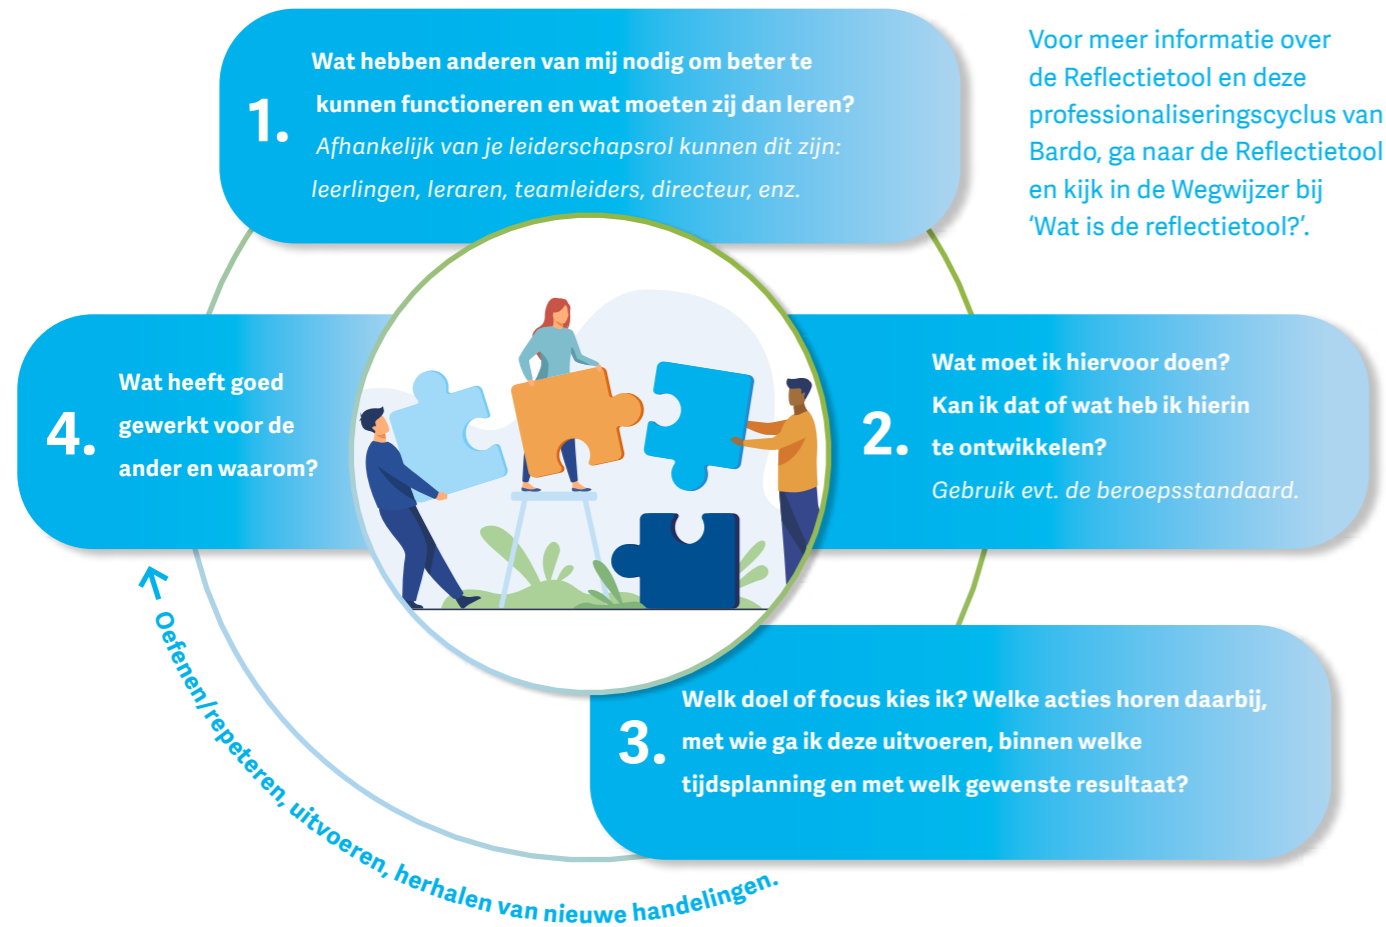 1.
Wat hebben anderen van mij nodig om beter te
kunnen functioneren en wat moeten zij dan leren?
Afhankelijk van je leiderschapsrol kunnen dit zijn:
leerlingen, leraren, teamleiders, directeur, enz.
Voor meer informatie over
de Reflectietool en deze
professionaliseringscyclus van
Bardo, ga naar de Reflectietool
en kijk in de Wegwijzer bij
‘Wat is de reflectietool?’.
2.
Wat moet ik hiervoor doen?
Kan ik dat of wat heb ik hierin
te ontwikkelen?
Gebruik evt. de beroepsstandaard.
3.
Welk doel of focus kies ik? Welke acties horen daarbij,
met wie ga ik deze uitvoeren, binnen welke
tijdsplanning en met welk gewenste resultaat?
Oefenen/repeteren, uitvoeren, herhalen van nieuwe handelingen.
4.
Wat heeft goed
gewerkt voor de
ander en waarom?